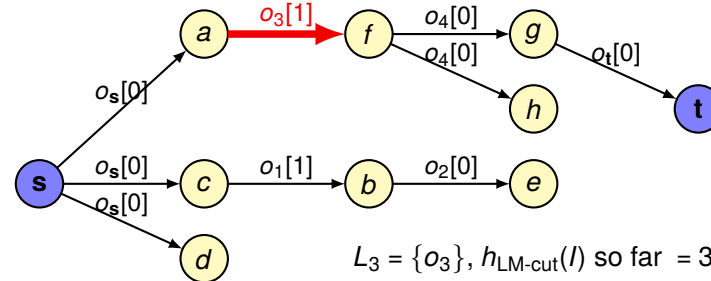 o₃[1]
o₄[0]
a
f
g
o₄[0]
oₜ[0]
oₛ[0]
h
t
oₛ[0]
o₁[1]
o₂[0]
s
c
b
e
oₛ[0]
d
L₃ = {o₃}, h_LM-cut(I) so far = 3